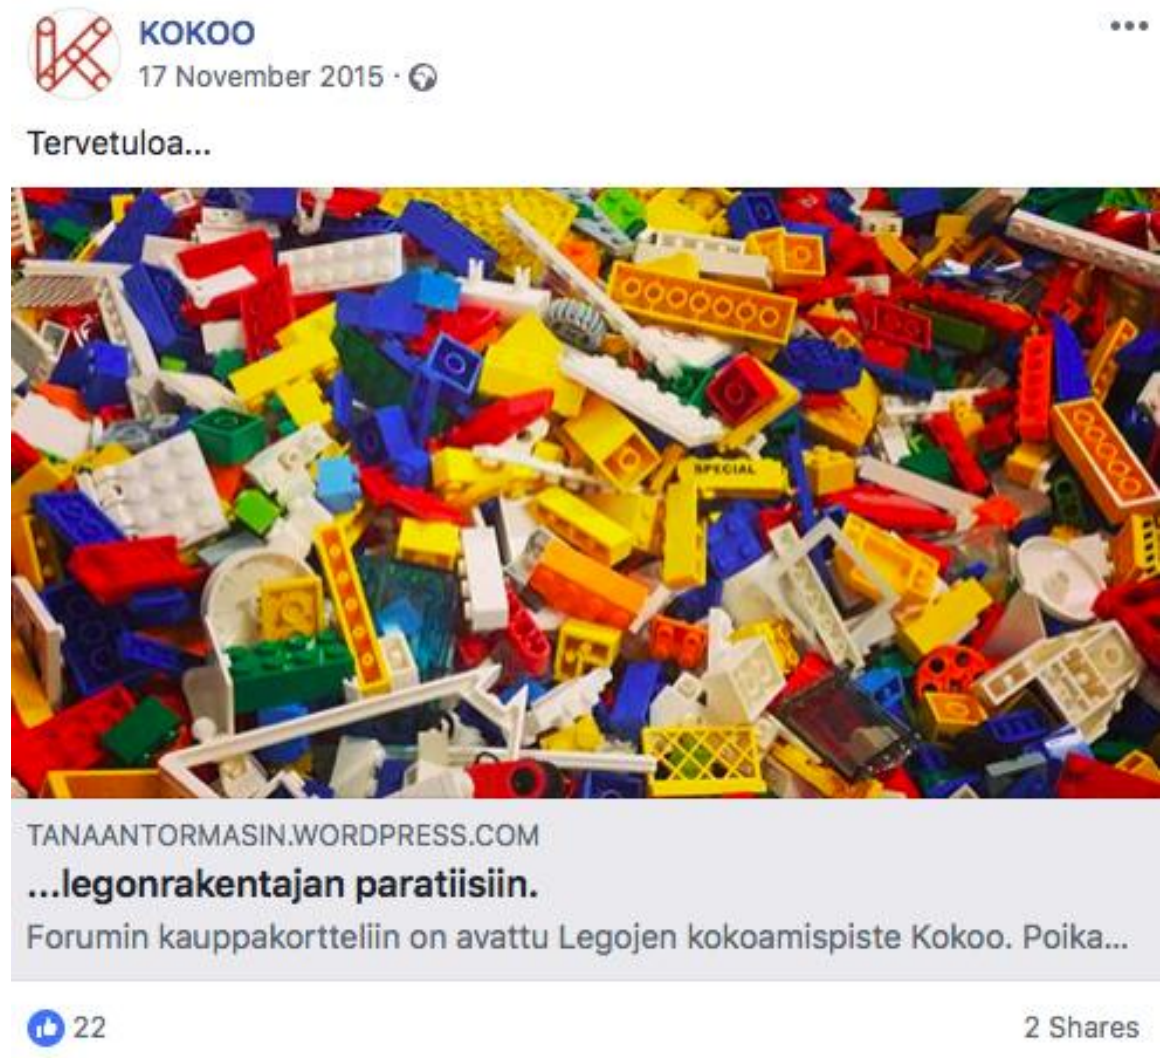 KOKOO
17 November 2015 ·
Tervetuloa...
SPECIAL
TANAANTORMASIN.WORDPRESS.COM
...legonrakentajan paratiisiin.
Forumin kauppakortteliin on avattu Legojen kokoamispiste Kokoo. Poika...
22
2 Shares